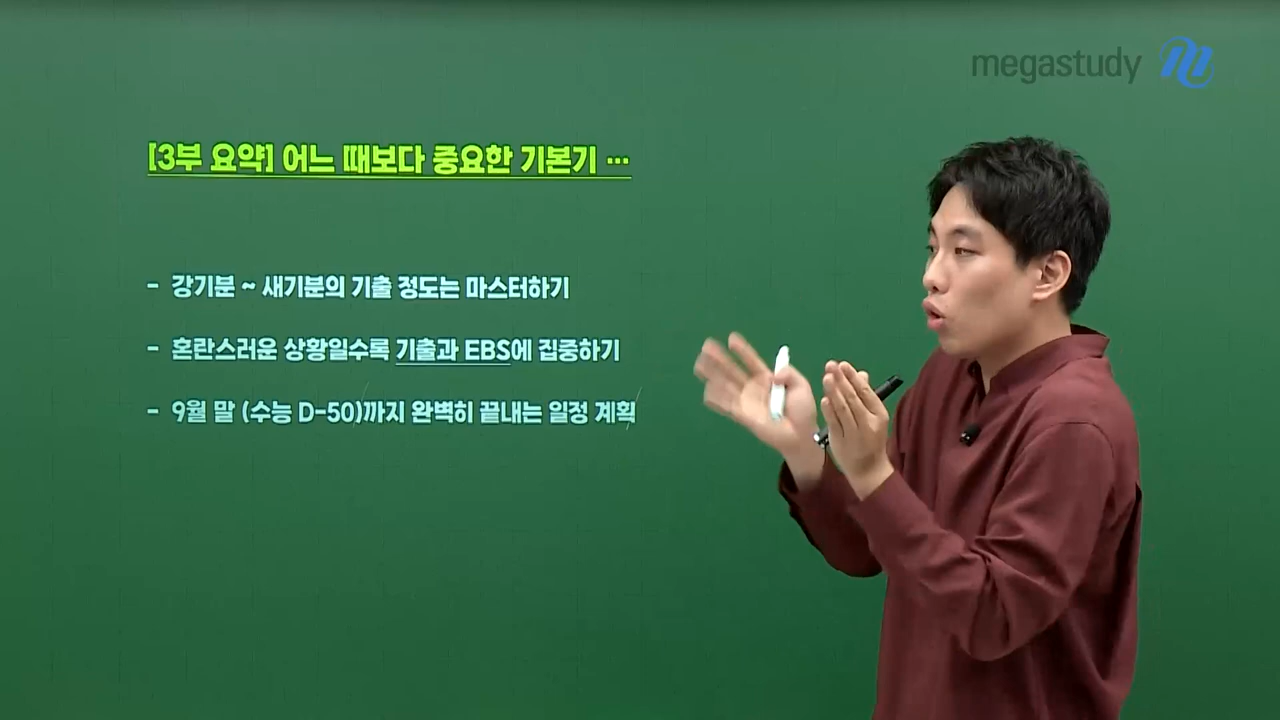 megastudy
[3부 요약] 어느 때보다 중요한 기본기 …
- 강기분 ~ 새기분의 기출 정도는 마스터하기
- 혼란스러운 상황일수록 기출과 EBS에 집중하기
- 9월 말 (수능 D-50)까지 완벽히 끝내는 일정 계획